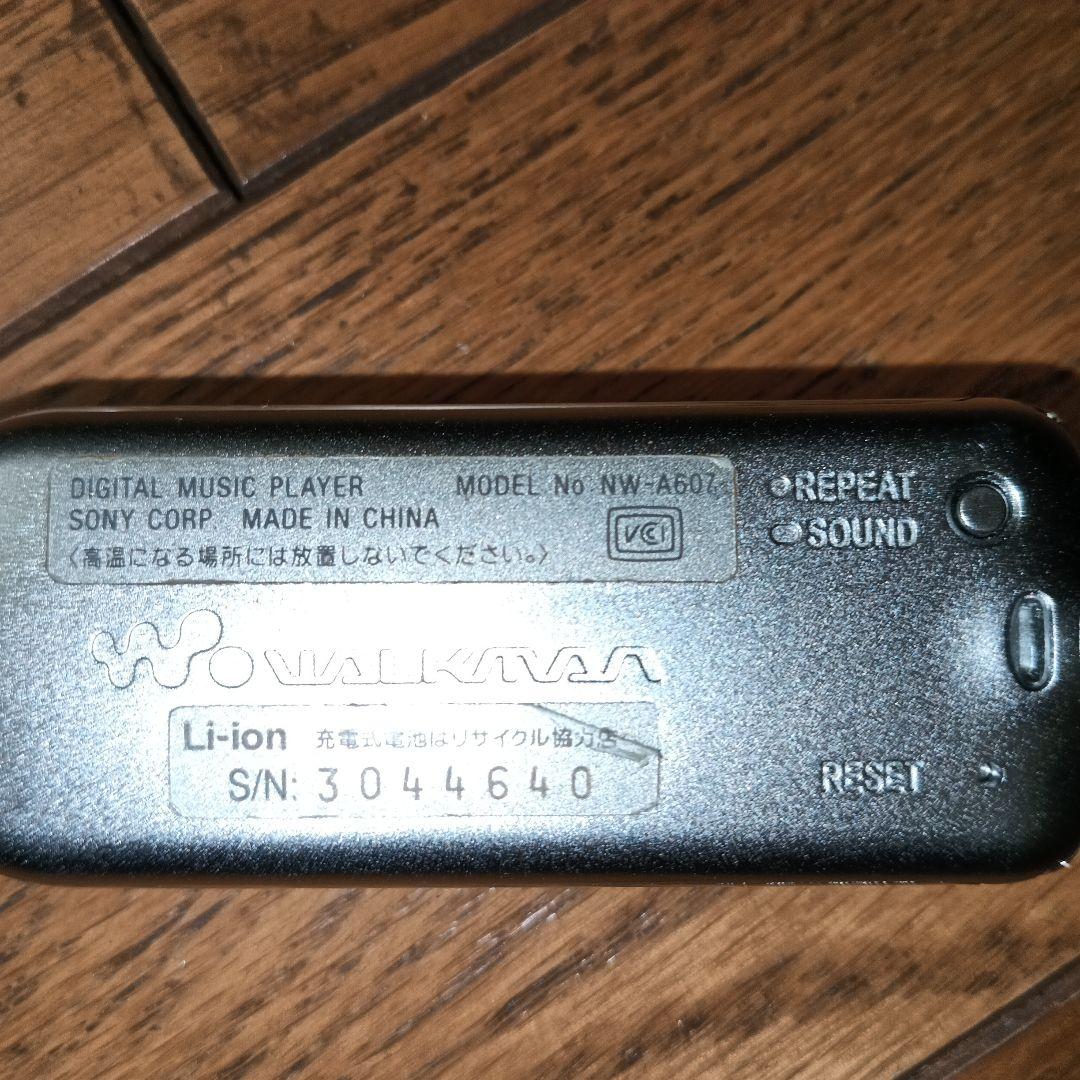 DIGITAL MUSIC PLAYER MODEL No NW-A607
SONY CORP MADE IN CHINA
〈高温になる場所には放置しないでください。〉
VCI
REPEAT
SOUND
WALKMAN
Li-ion 充電式電池はリサイクル協力店
S/N: 3044640
RESET